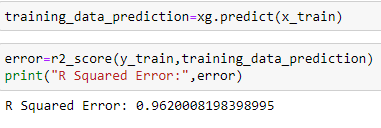 training_data_prediction=xg.predict(x_train)
error=r2_score(y_train,training_data_prediction)
print("R Squared Error:",error)
R Squared Error: 0.9620008198398995